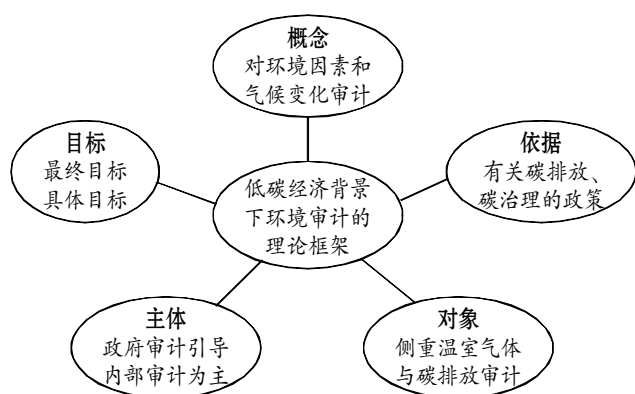 概念
对环境因素和
气候变化审计
目标
最终目标
具体目标
依据
有关碳排放、
碳治理的政策
低碳经济背景
下环境审计的
理论框架
主体
政府审计引导
内部审计为主
对象
侧重温室气体
与碳排放审计